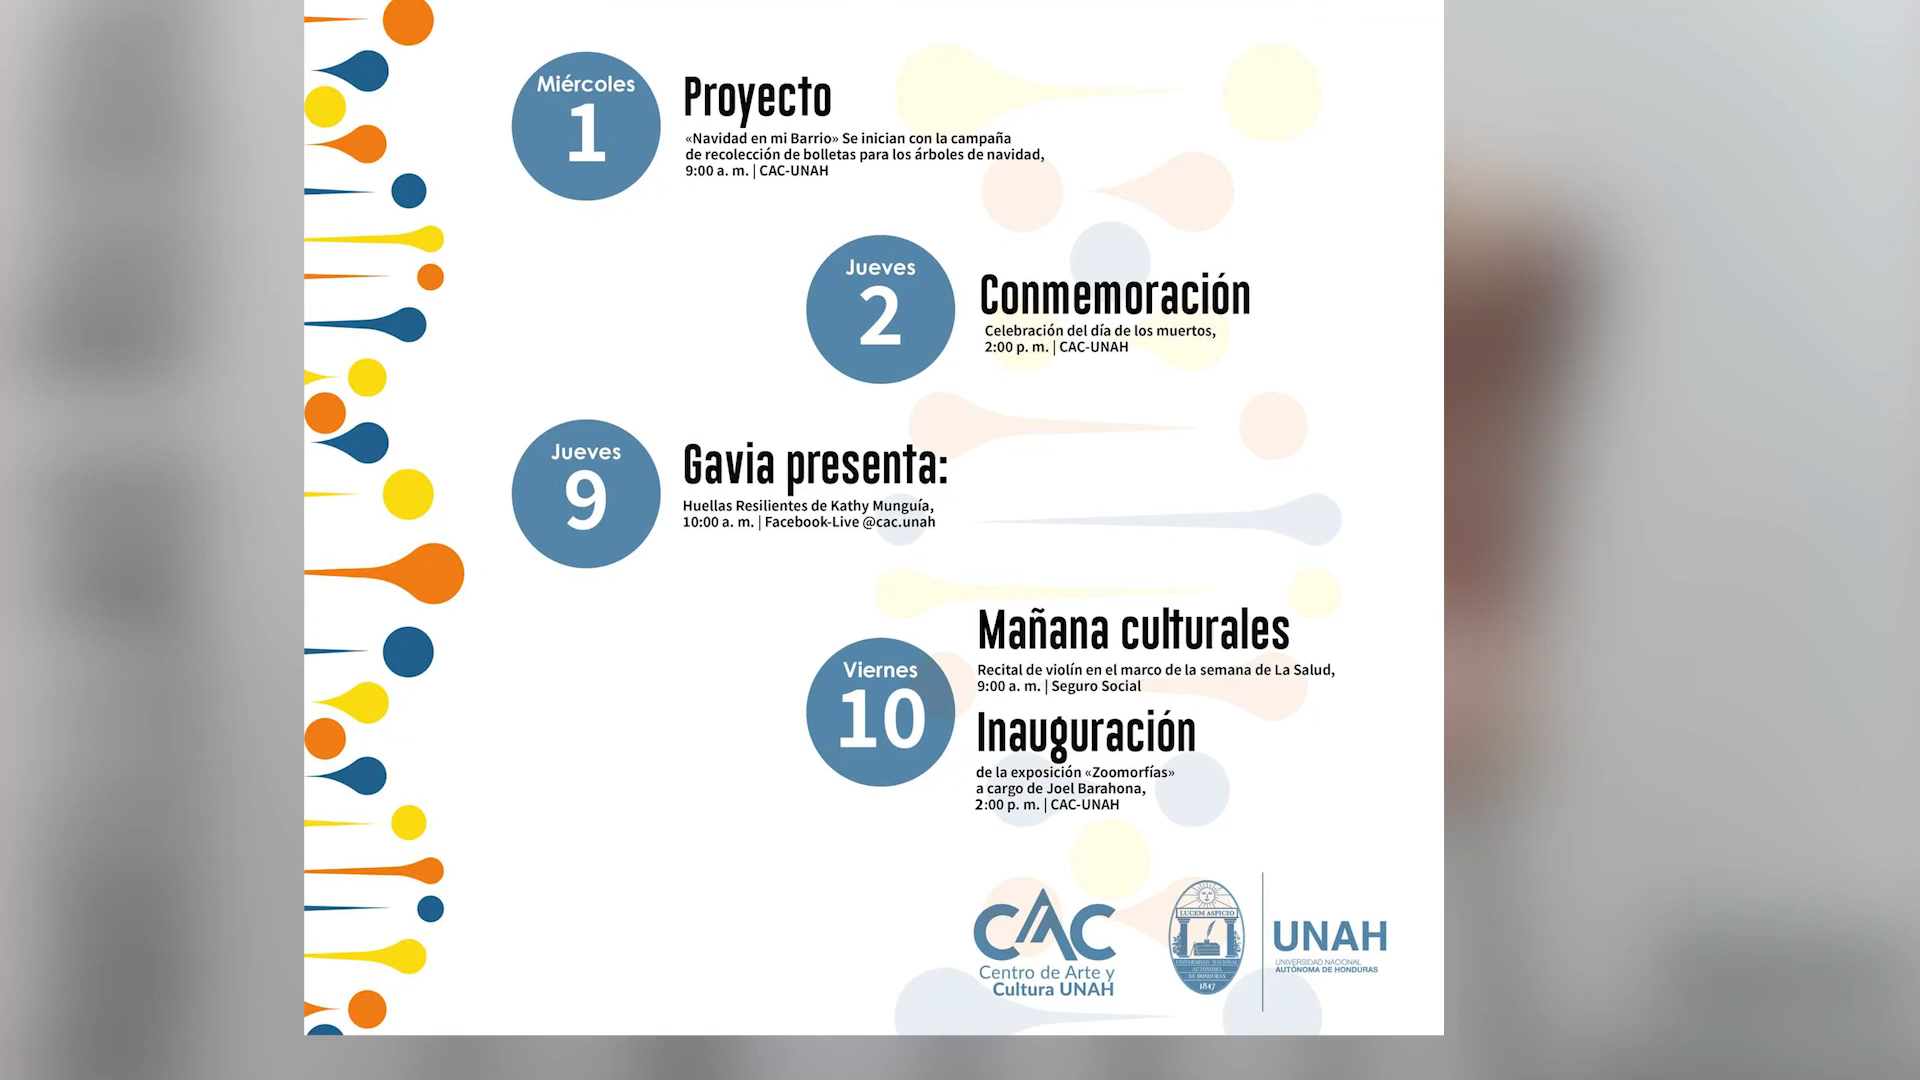 Miércoles
1
Proyecto
«Navidad en mi Barrio» Se inician con la campaña
de recolección de bolletas para los árboles de navidad,
9:00 a. m. | CAC-UNAH
Jueves
2
Conmemoración
Celebración del día de los muertos,
2:00 p. m. | CAC-UNAH
Jueves
9
Gavia presenta:
Huellas Resilientes de Kathy Munguía,
10:00 a. m. | Facebook-Live @cac.unah
Viernes
10
Mañana culturales
Recital de violín en el marco de la semana de La Salud,
9:00 a. m. | Seguro Social
Inauguración
de la exposición «Zoomorfías»
a cargo de Joel Barahona,
2:00 p. m. | CAC-UNAH
CAC
Centro de Arte y
Cultura UNAH
LUCEM ASPICIO
UNIVERSIDAD NACIONAL
AUTÓNOMA
DE HONDURAS
1847
UNAH
UNIVERSIDAD NACIONAL
AUTÓNOMA DE HONDURAS